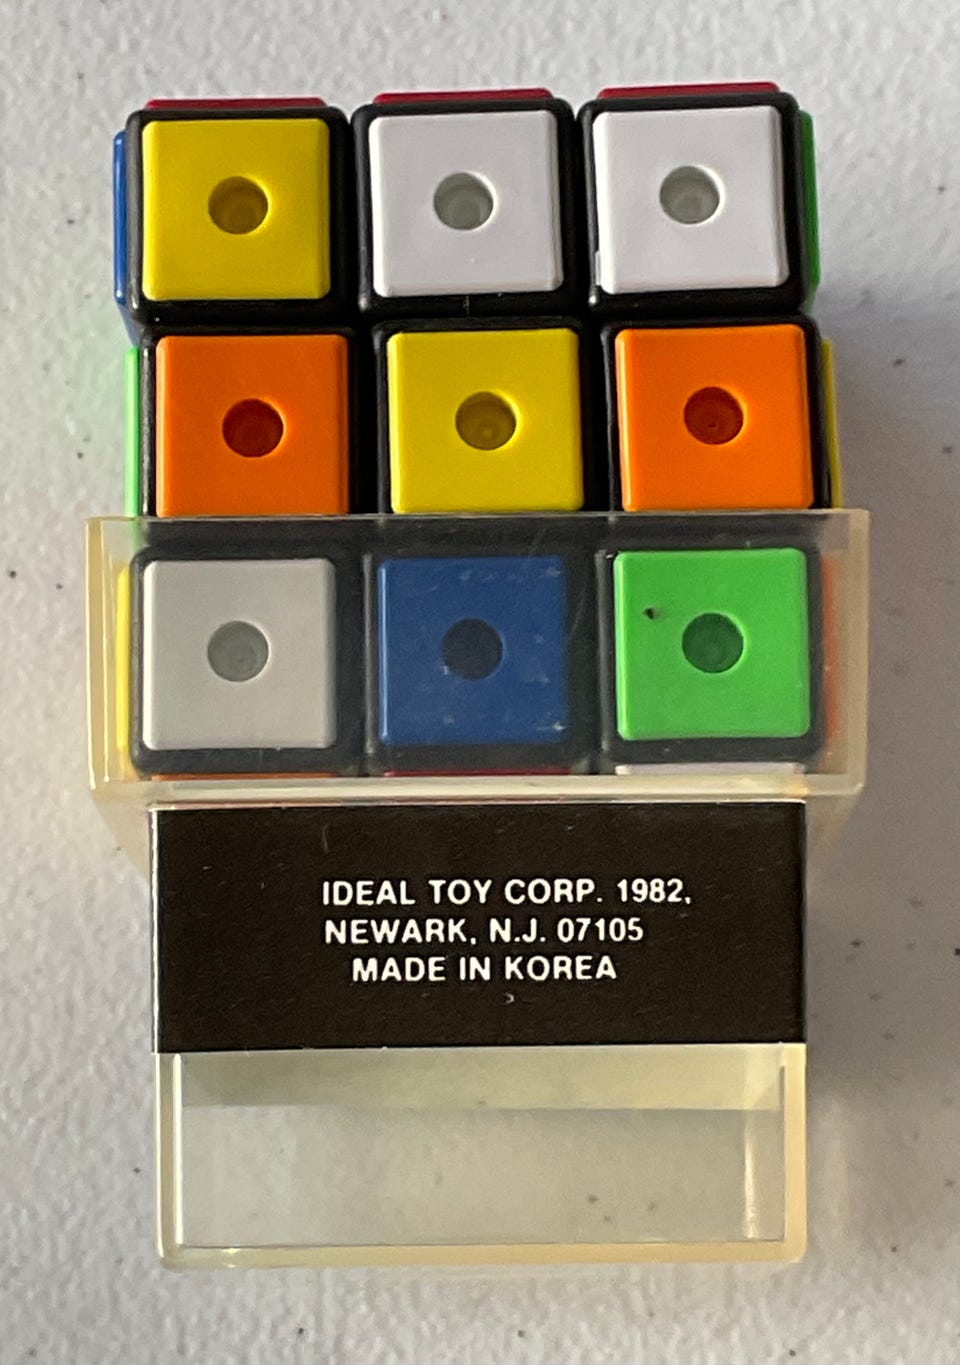 IDEAL TOY CORP. 1982,
NEWARK, N.J. 07105
MADE IN KOREA